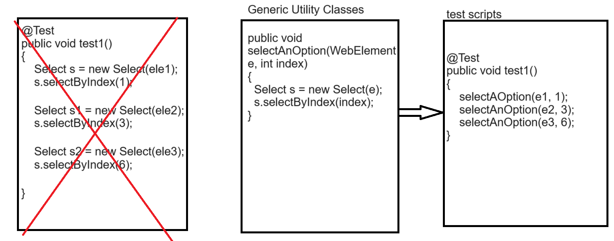 @Test
public void test1()
{
Select s = new Select(ele1);
s.selectByIndex(1);
Select s1 = new Select(ele2);
s.selectByIndex(3);
Select s2 = new Select(ele3);
s.selectByIndex(6);
}
Generic Utility Classes
public void
selectAnOption(WebElement
e, int index)
{
Select s = new Select(e);
s.selectByIndex(index);
}
test scripts
@Test
public void test1()
{
selectAOption(e1, 1);
selectAnOption(e2, 3);
selectAnOption(e3, 6);
}